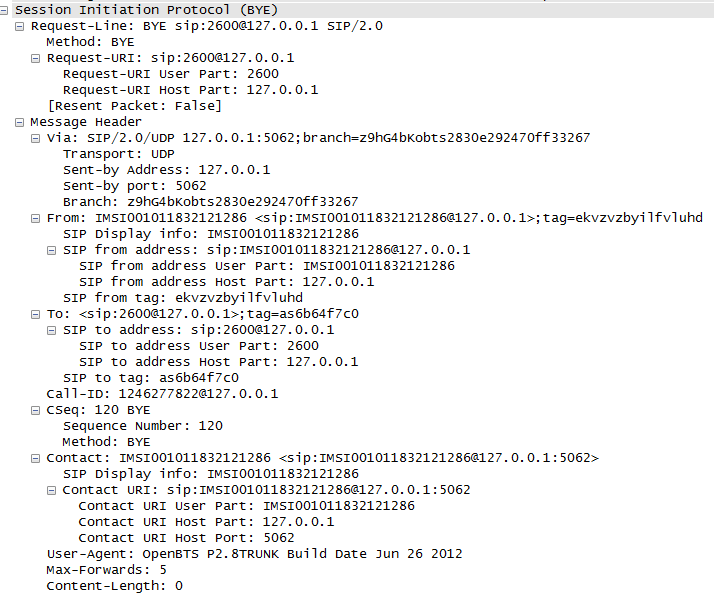 Session Initiation Protocol (BYE)
Request-Line: BYE sip:2600@127.0.0.1 SIP/2.0
Method: BYE
Request-URI: sip:2600@127.0.0.1
Request-URI User Part: 2600
Request-URI Host Part: 127.0.0.1
[Resent Packet: False]
Message Header
Via: SIP/2.0/UDP 127.0.0.1:5062;branch=z9hG4bKobts2830e292470ff33267
Transport: UDP
Sent-by Address: 127.0.0.1
Sent-by port: 5062
Branch: z9hG4bKobts2830e292470ff33267
From: IMSI001011832121286 <sip:IMSI001011832121286@127.0.0.1>;tag=ekvzvzbyilfvluhd
SIP Display info: IMSI001011832121286
SIP from address: sip:IMSI001011832121286@127.0.0.1
SIP from address User Part: IMSI001011832121286
SIP from address Host Part: 127.0.0.1
SIP from tag: ekvzvzbyilfvluhd
To: <sip:2600@127.0.0.1>;tag=as6b64f7c0
SIP to address: sip:2600@127.0.0.1
SIP to address User Part: 2600
SIP to address Host Part: 127.0.0.1
SIP to tag: as6b64f7c0
Call-ID: 1246277822@127.0.0.1
CSeq: 120 BYE
Sequence Number: 120
Method: BYE
Contact: IMSI001011832121286 <sip:IMSI001011832121286@127.0.0.1:5062>
SIP Display info: IMSI001011832121286
Contact URI: sip:IMSI001011832121286@127.0.0.1:5062
Contact URI User Part: IMSI001011832121286
Contact URI Host Part: 127.0.0.1
Contact URI Host Port: 5062
User-Agent: OpenBTS P2.8TRUNK Build Date Jun 26 2012
Max-Forwards: 5
Content-Length: 0